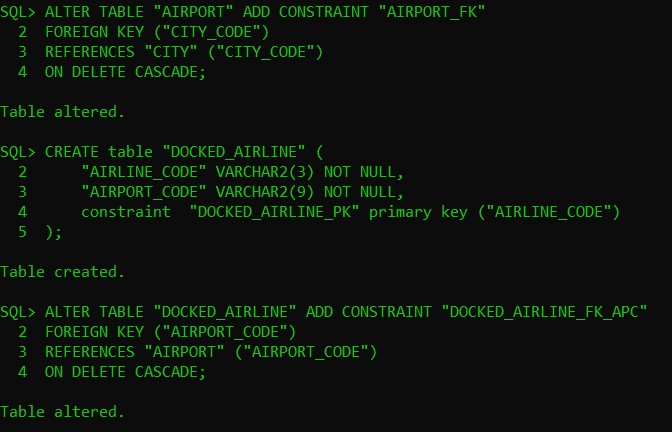 SQL> ALTER TABLE "AIRPORT" ADD CONSTRAINT "AIRPORT_FK"
  2  FOREIGN KEY ("CITY_CODE")
  3  REFERENCES "CITY" ("CITY_CODE")
  4  ON DELETE CASCADE;
Table altered.
SQL> CREATE table "DOCKED_AIRLINE" (
  2      "AIRLINE_CODE" VARCHAR2(3) NOT NULL,
  3      "AIRPORT_CODE" VARCHAR2(9) NOT NULL,
  4      constraint  "DOCKED_AIRLINE_PK" primary key ("AIRLINE_CODE")
  5  );
Table created.
SQL> ALTER TABLE "DOCKED_AIRLINE" ADD CONSTRAINT "DOCKED_AIRLINE_FK_APC"
  2  FOREIGN KEY ("AIRPORT_CODE")
  3  REFERENCES "AIRPORT" ("AIRPORT_CODE")
  4  ON DELETE CASCADE;
Table altered.